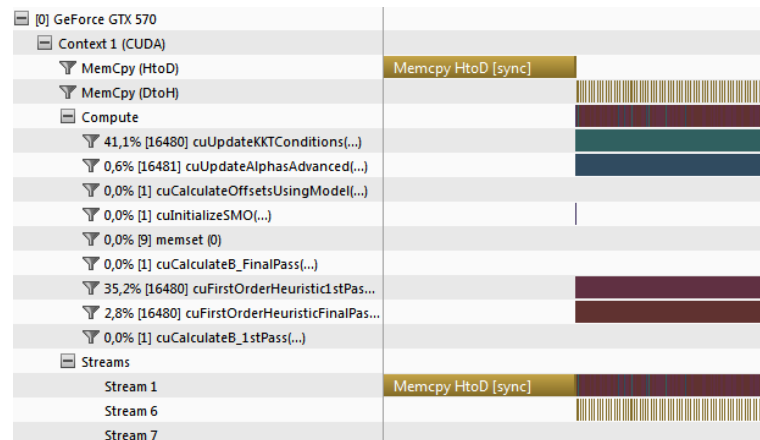 [0] GeForce GTX 570
Context 1 (CUDA)
MemCpy (HtoD)
Memcpy HtoD [sync]
MemCpy (DtoH)
Compute
41,1% [16480] cuUpdateKKTConditions(...)
0,6% [16481] cuUpdateAlphasAdvanced(...)
0,0% [1] cuCalculateOffsetsUsingModel(...)
0,0% [1] cuInitializeSMO(...)
0,0% [9] memset (0)
0,0% [1] cuCalculateB_FinalPass(...)
35,2% [16480] cuFirstOrderHeuristic1stPas...
2,8% [16480] cuFirstOrderHeuristicFinalPas...
0,0% [1] cuCalculateB_1stPass(...)
Streams
Stream 1
Memcpy HtoD [sync]
Stream 6
Stream 7